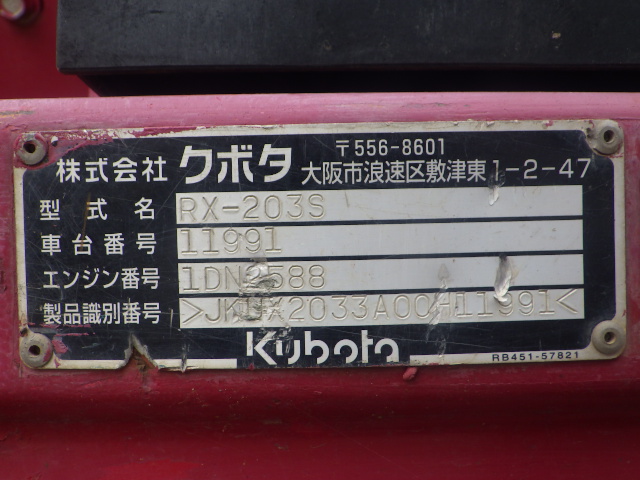 株式会社 クボタ 〒556-8601
大阪市浪速区敷津東1-2-47
型式名 RX-203S
車台番号 11991
エンジン番号
製品識別番号
Kubota
RB451-57821